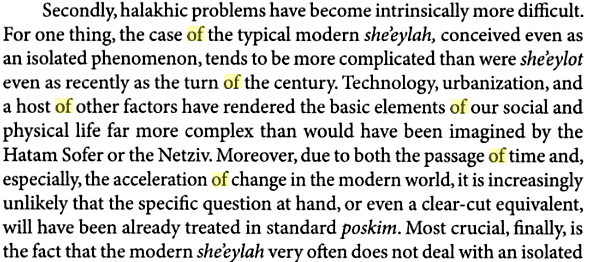 Secondly, halakhic problems have become intrinsically more difficult.
For one thing, the case of the typical modern she'eylah, conceived even as
an isolated phenomenon, tends to be more complicated than were she'eylot
even as recently as the turn of the century. Technology, urbanization, and
a host of other factors have rendered the basic elements of our social and
physical life far more complex than would have been imagined by the
Hatam Sofer or the Netziv. Moreover, due to both the passage of time and,
especially, the acceleration of change in the modern world, it is increasingly
unlikely that the specific question at hand, or even a clear-cut equivalent,
will have been already treated in standard poskim. Most crucial, finally, is
the fact that the modern she'eylah very often does not deal with an isolated